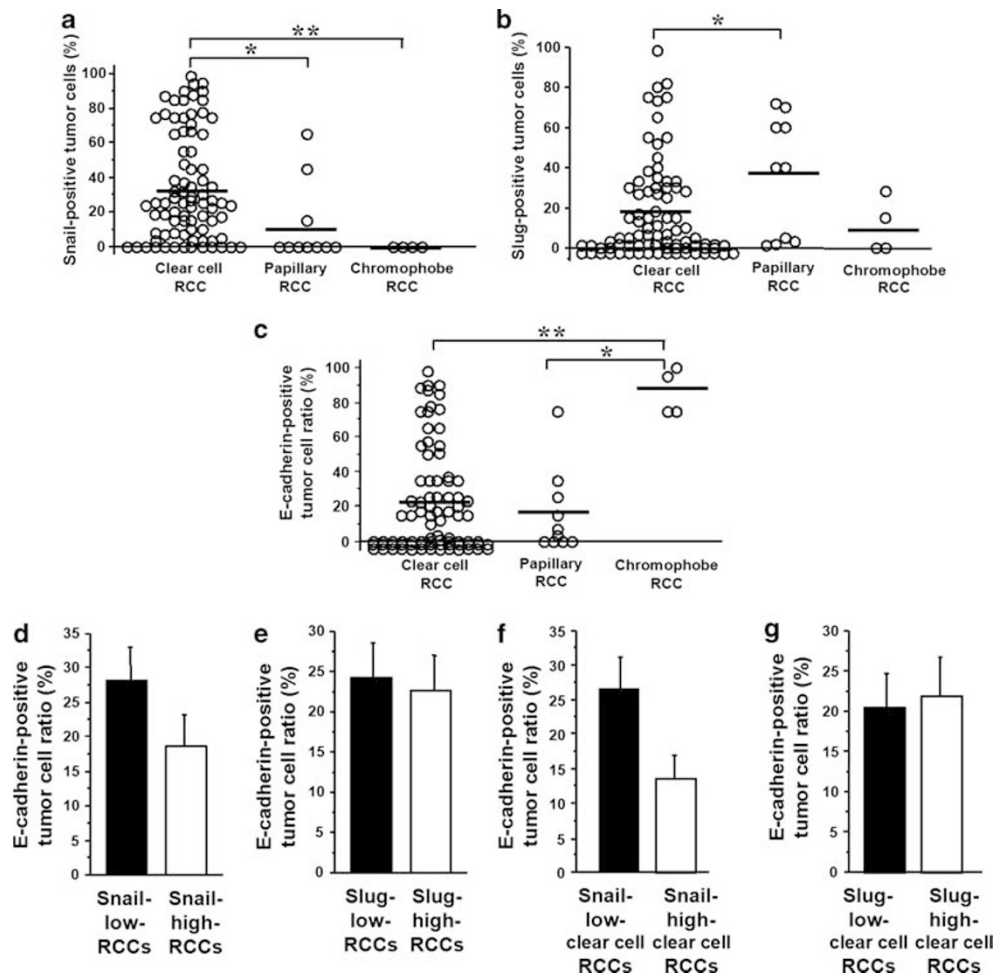 a
**
*
Snail-positive tumor cells (%)
100
80
60
40
20
0
Clear cell
RCC
Papillary
RCC
Chromophobe
RCC
b
*
Slug-positive tumor cells (%)
100
80
60
40
20
0
Clear cell
RCC
Papillary
RCC
Chromophobe
RCC
c
**
*
E-cadherin-positive
tumor cell ratio (%)
100
80
60
40
20
0
Clear cell
RCC
Papillary
RCC
Chromophobe
RCC
d
E-cadherin-positive
tumor cell ratio (%)
35
30
25
20
15
10
5
0
Snail-
low-
RCCs
Snail-
high-
RCCs
e
E-cadherin-positive
tumor cell ratio (%)
30
25
20
15
10
5
0
Slug-
low-
RCCs
Slug-
high-
RCCs
f
E-cadherin-positive
tumor cell ratio (%)
35
30
25
20
15
10
5
0
Snail-
low-
clear cell
RCCs
Snail-
high-
clear cell
RCCs
g
E-cadherin-positive
tumor cell ratio (%)
30
25
20
15
10
5
0
Slug-
low-
clear cell
RCCs
Slug-
high-
clear cell
RCCs